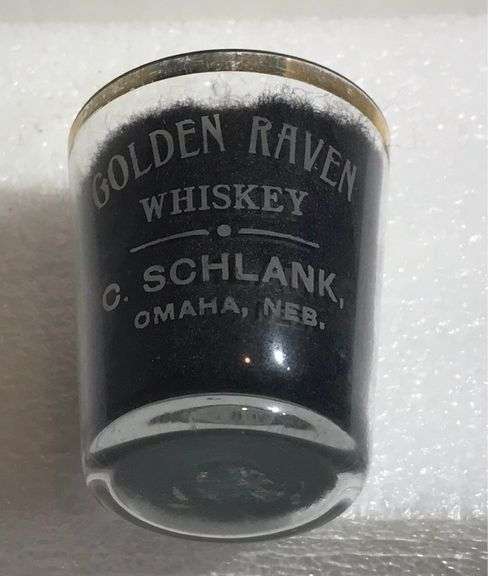 GOLDEN RAVEN
WHISKEY
C. SCHLANK,
OMAHA, NEB.